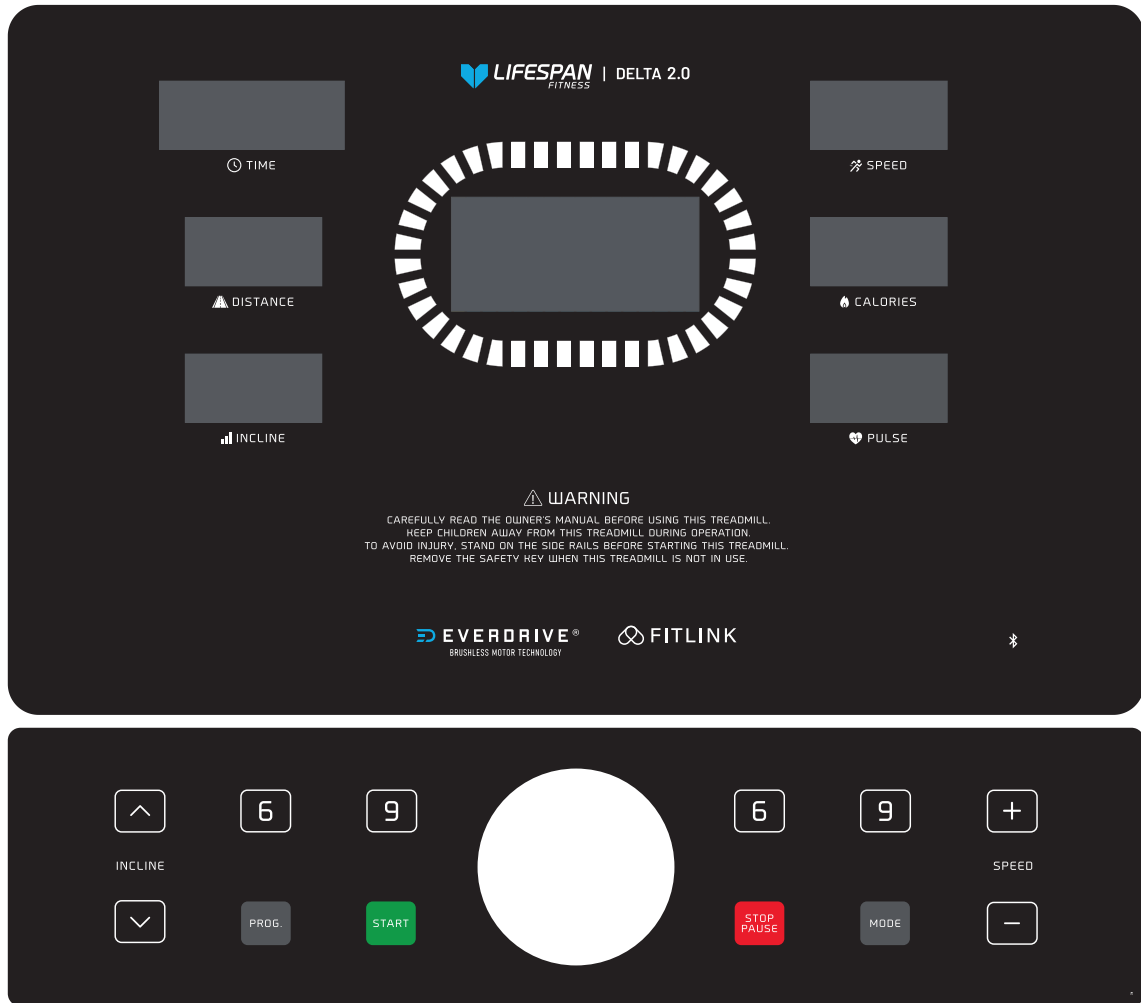 LIFESPAN FITNESS | DELTA 2.0
TIME
SPEED
DISTANCE
CALORIES
INCLINE
PULSE
WARNING
CAREFULLY READ THE OWNER'S MANUAL BEFORE USING THIS TREADMILL.
KEEP CHILDREN AWAY FROM THIS TREADMILL DURING OPERATION.
TO AVOID INJURY, STAND ON THE SIDE RAILS BEFORE STARTING THIS TREADMILL.
REMOVE THE SAFETY KEY WHEN THIS TREADMILL IS NOT IN USE.
EVERDRIVE®
BRUSHLESS MOTOR TECHNOLOGY
FITLINK
6 9 6 9 +
INCLINE SPEED
PROG. START STOP PAUSE MODE −